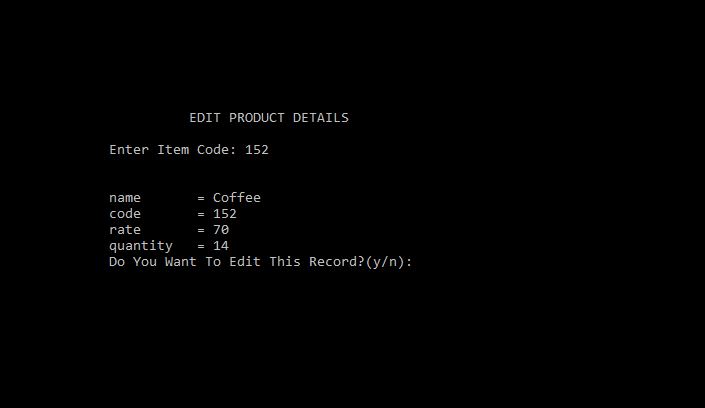 EDIT PRODUCT DETAILS
Enter Item Code: 152
name = Coffee
code = 152
rate = 70
quantity = 14
Do You Want To Edit This Record?(y/n):